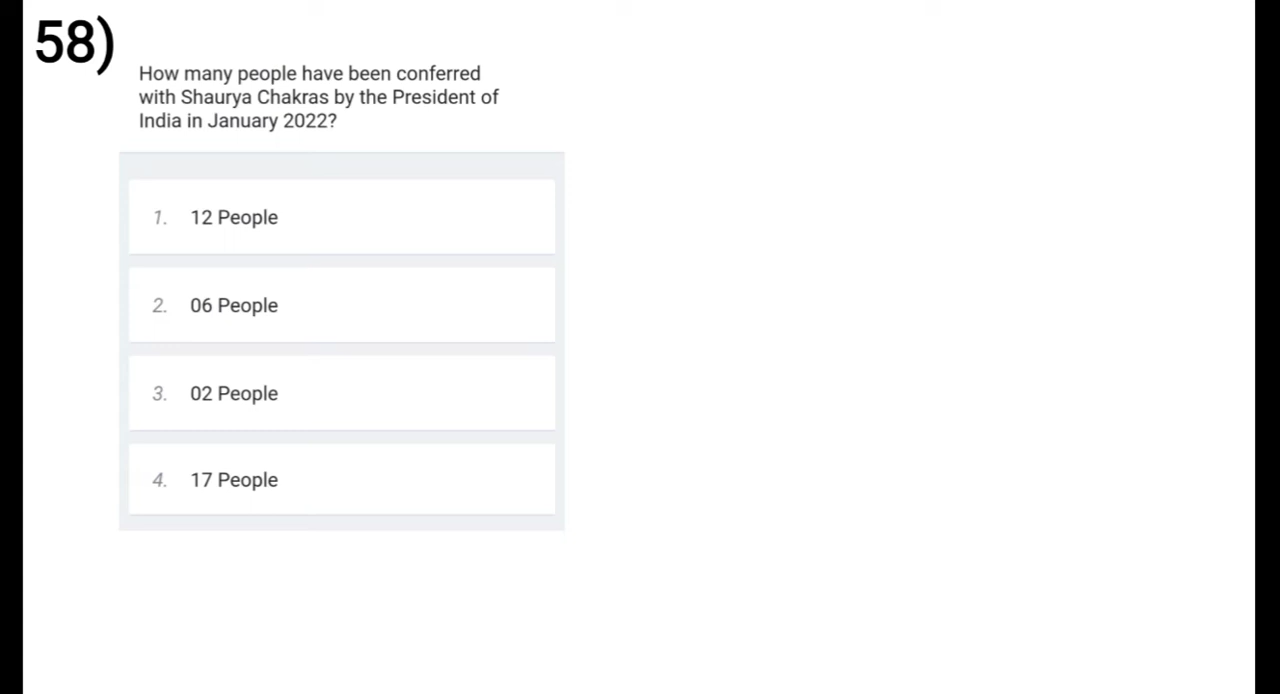 58)
How many people have been conferred
with Shaurya Chakras by the President of
India in January 2022?
1. 12 People
2. 06 People
3. 02 People
4. 17 People